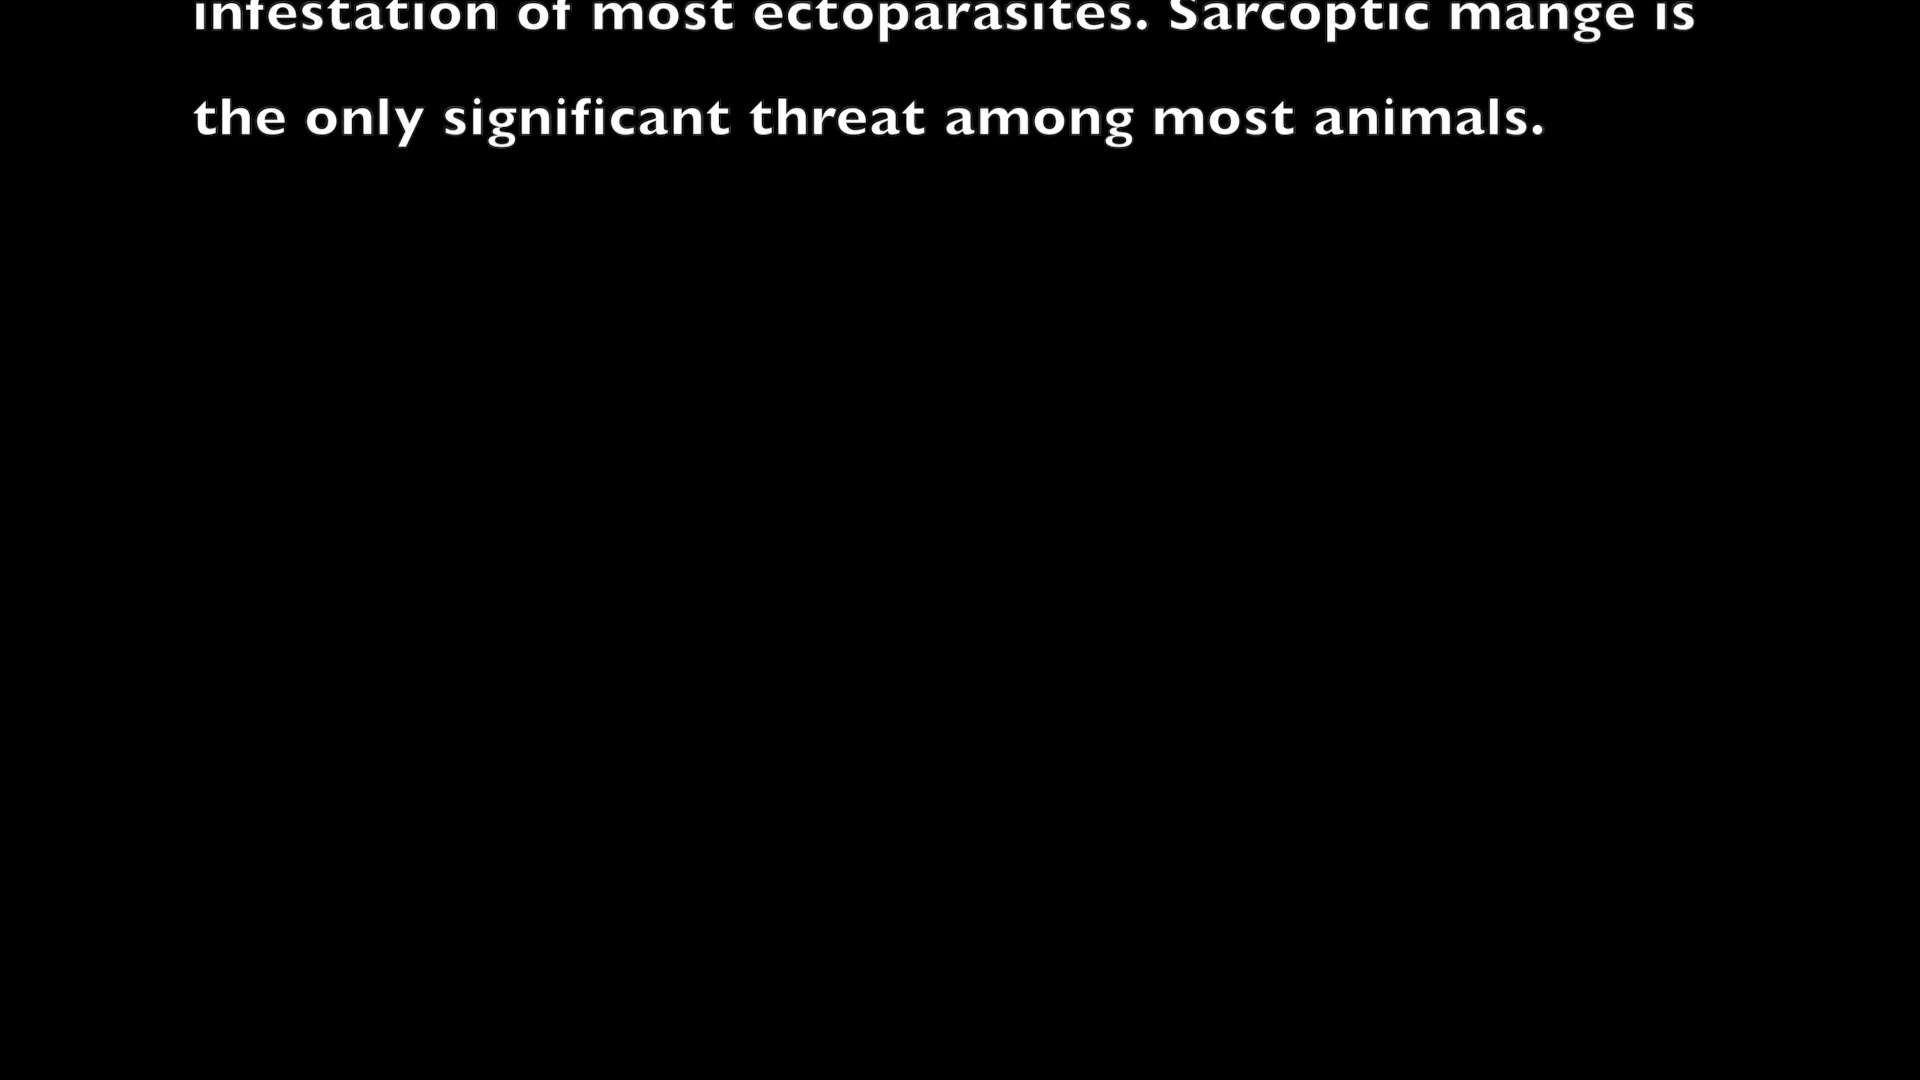 infestation of most ectoparasites. Sarcoptic mange is
the only significant threat among most animals.